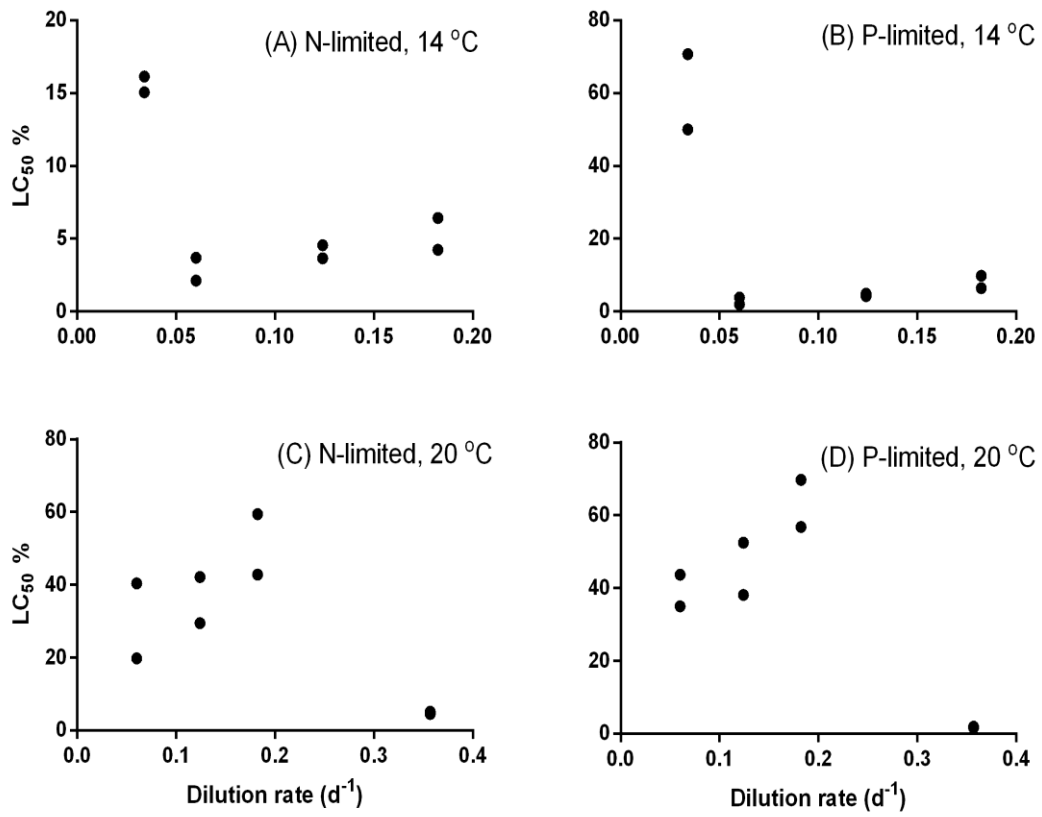 (A) N-limited, 14 °C
20
15
10
5
0
0.00 0.05 0.10 0.15 0.20
LC50 %
(B) P-limited, 14 °C
80
60
40
20
0
0.00 0.05 0.10 0.15 0.20
(C) N-limited, 20 °C
80
60
40
20
0
0.0 0.1 0.2 0.3 0.4
LC50 %
Dilution rate (d-1)
(D) P-limited, 20 °C
80
60
40
20
0
0.0 0.1 0.2 0.3 0.4
Dilution rate (d-1)